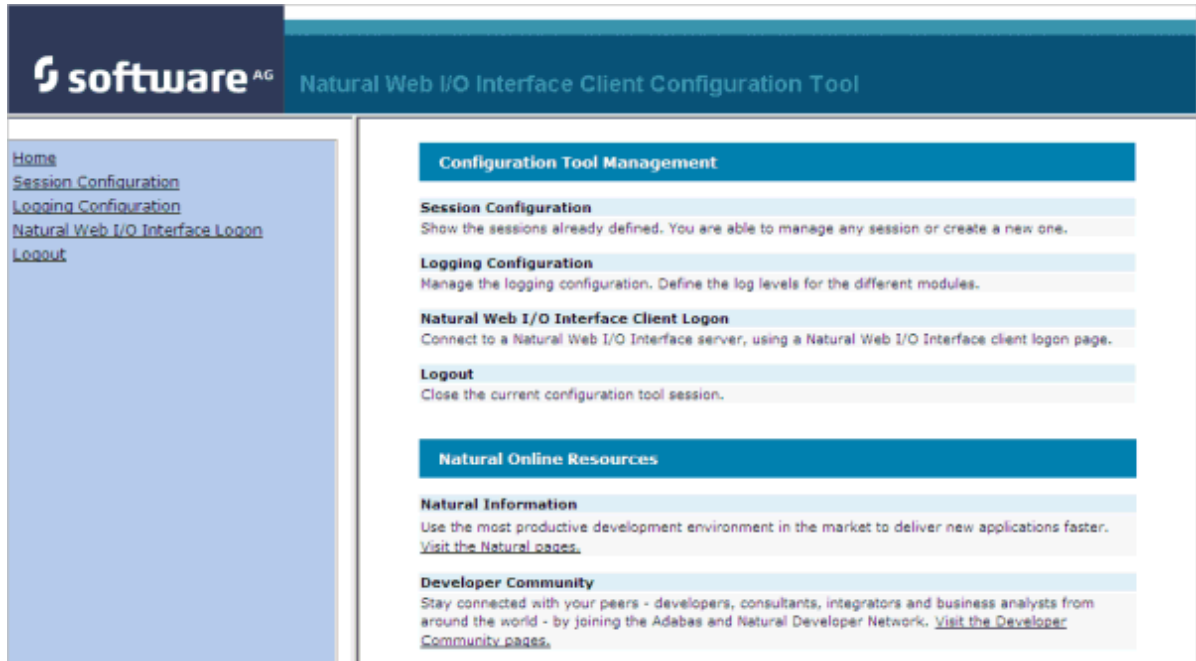 software AG
Natural Web I/O Interface Client Configuration Tool
Home
Session Configuration
Logging Configuration
Natural Web I/O Interface Logon
Logout
Configuration Tool Management
Session Configuration
Show the sessions already defined. You are able to manage any session or create a new one.
Logging Configuration
Manage the logging configuration. Define the log levels for the different modules.
Natural Web I/O Interface Client Logon
Connect to a Natural Web I/O Interface server, using a Natural Web I/O Interface client logon page.
Logout
Close the current configuration tool session.
Natural Online Resources
Natural Information
Use the most productive development environment in the market to deliver new applications faster.
Visit the Natural pages.
Developer Community
Stay connected with your peers - developers, consultants, integrators and business analysts from
around the world - by joining the Adabas and Natural Developer Network. Visit the Developer
Community pages.